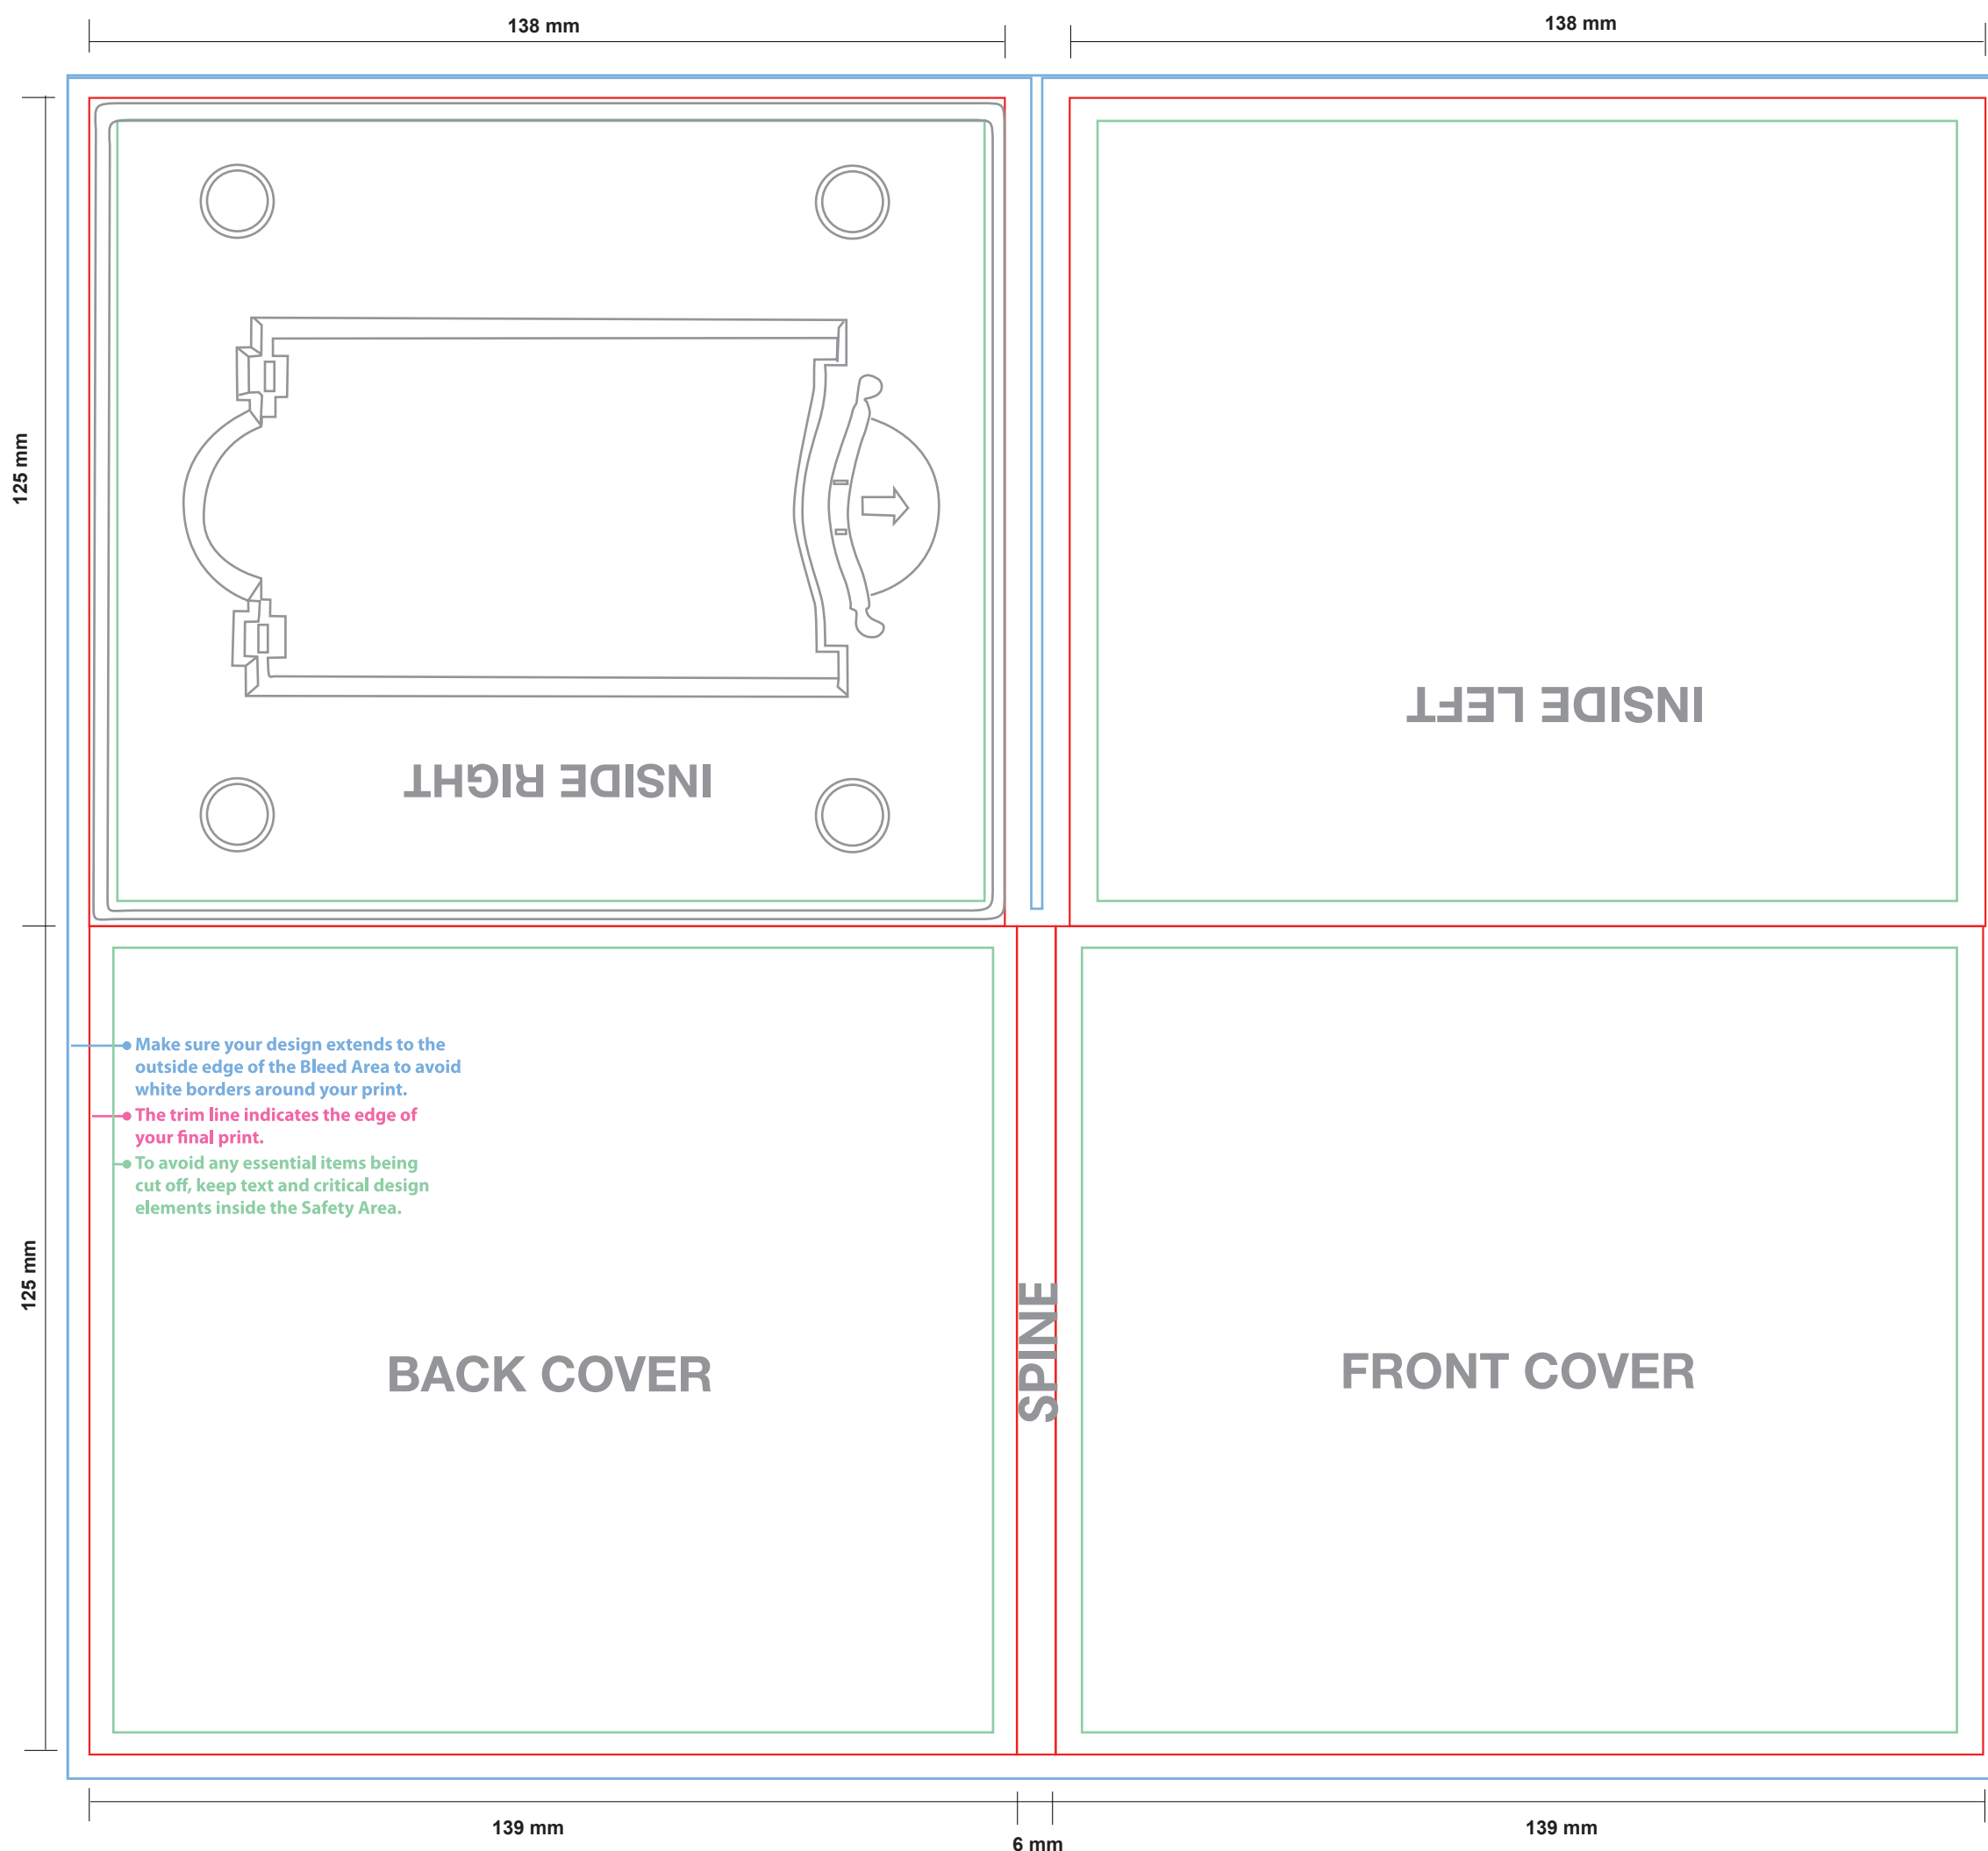 138 mm
138 mm
125 mm
INSIDE LEFT
INSIDE RIGHT
Make sure your design extends to the
outside edge of the Bleed Area to avoid
white borders around your print.
The trim line indicates the edge of
your final print.
To avoid any essential items being
cut off, keep text and critical design
elements inside the Safety Area.
125 mm
SPINE
BACK COVER
FRONT COVER
139 mm
139 mm
6 mm